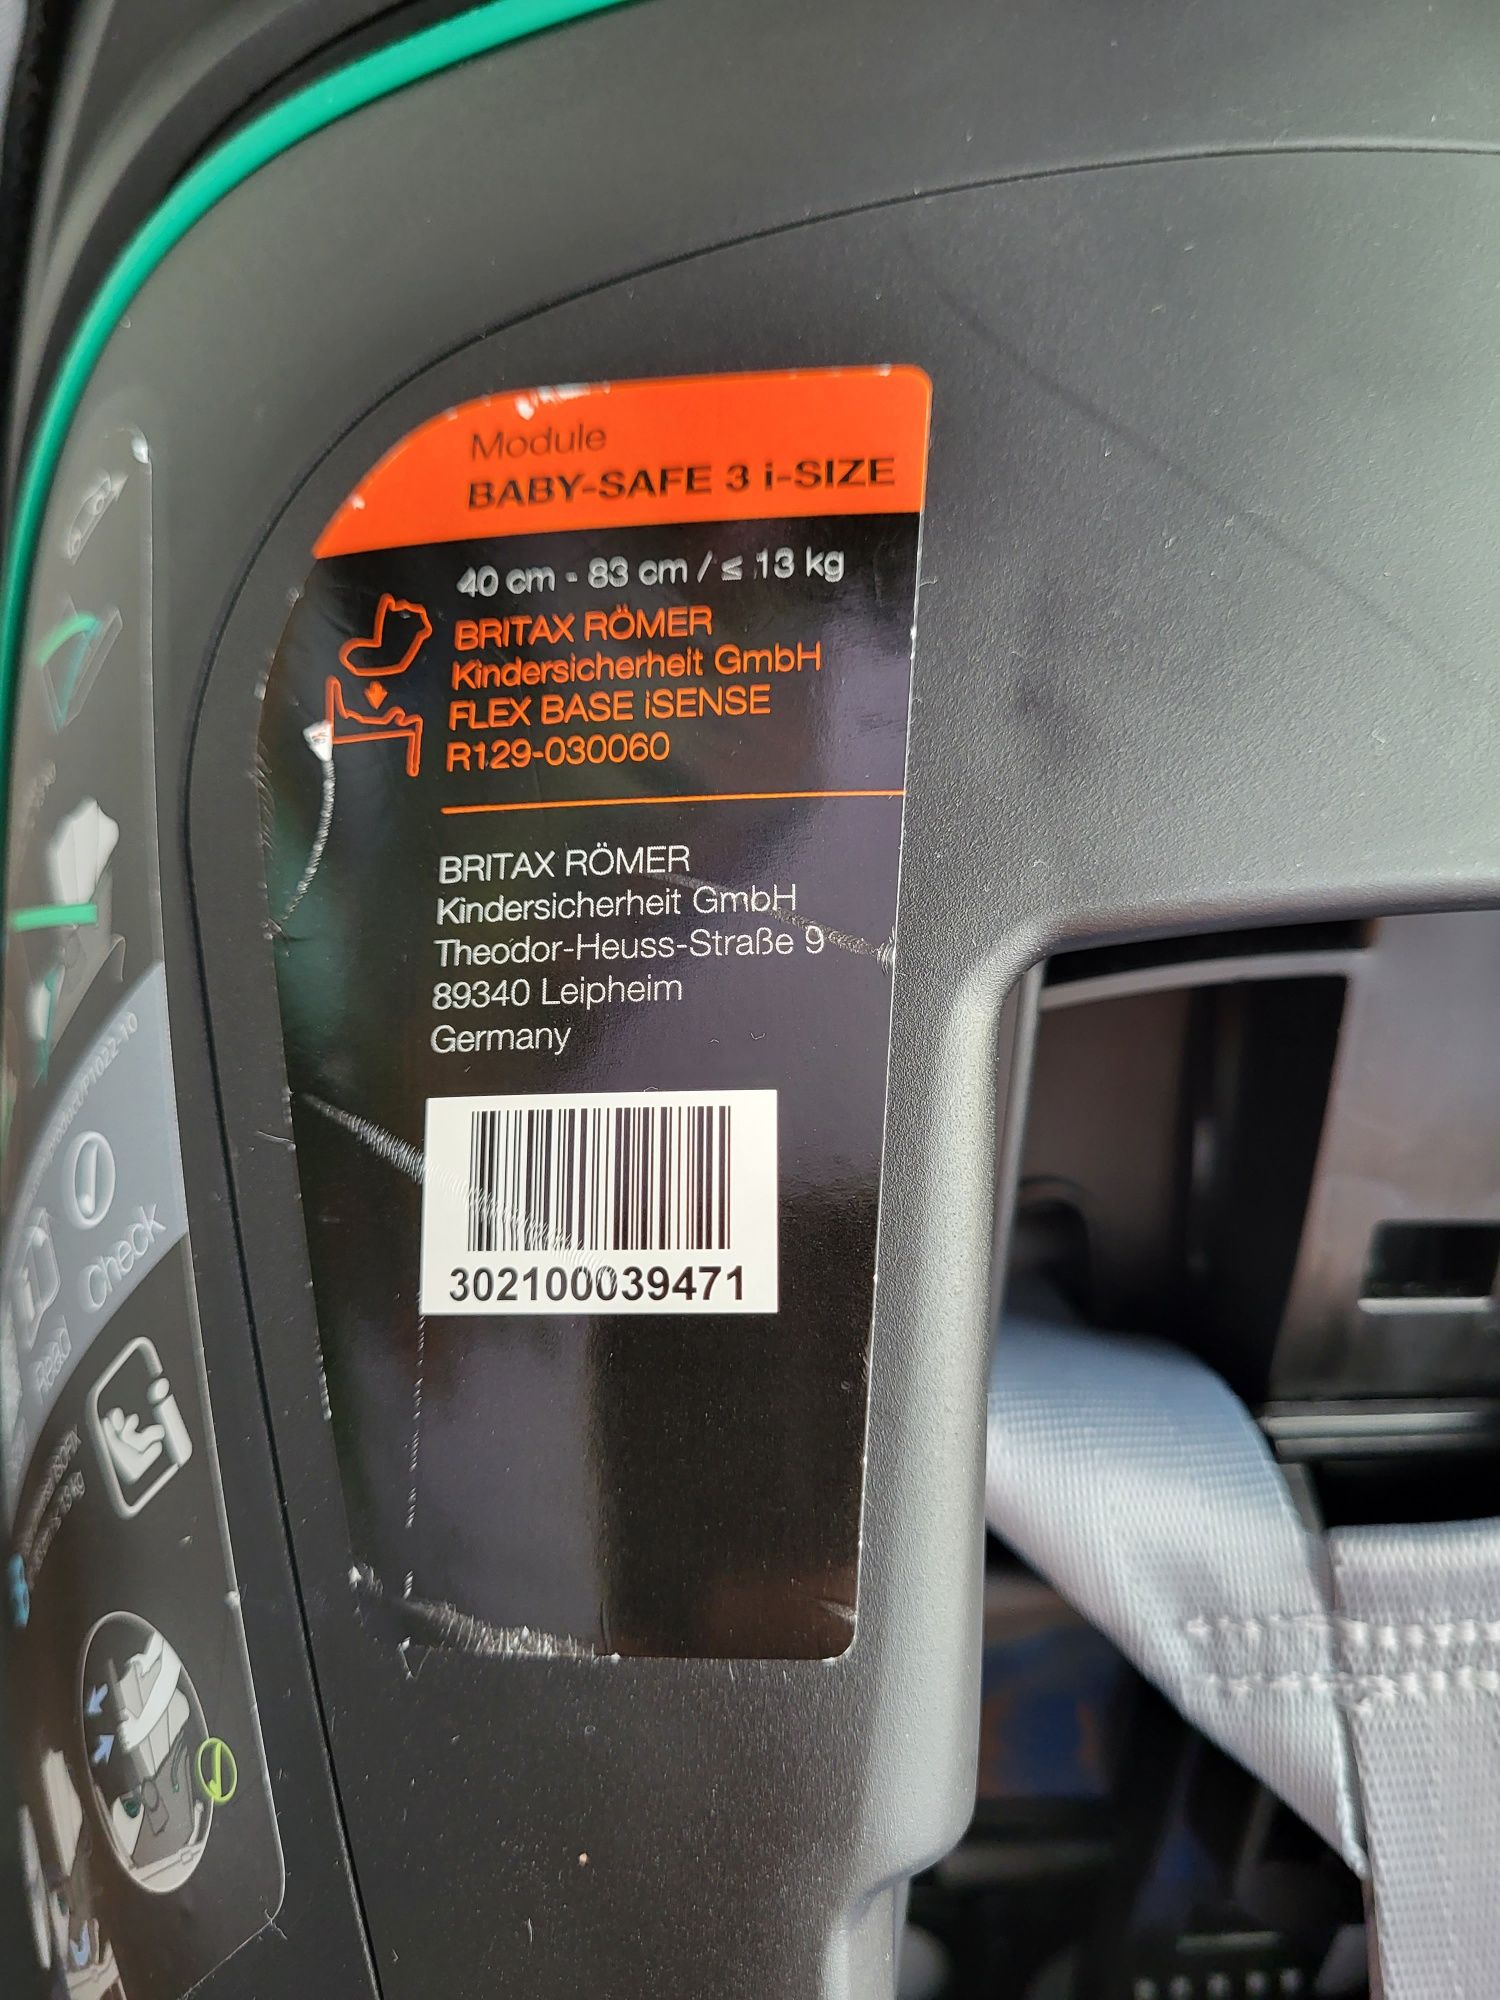 Module
BABY-SAFE 3 i-SIZE
40 cm - 83 cm / ≤ 13 kg
BRITAX RÖMER
Kindersicherheit GmbH
FLEX BASE iSENSE
R129-030060
BRITAX RÖMER
Kindersicherheit GmbH
Theodor-Heuss-Straße 9
89340 Leipheim
Germany
302100039471
Check
Read